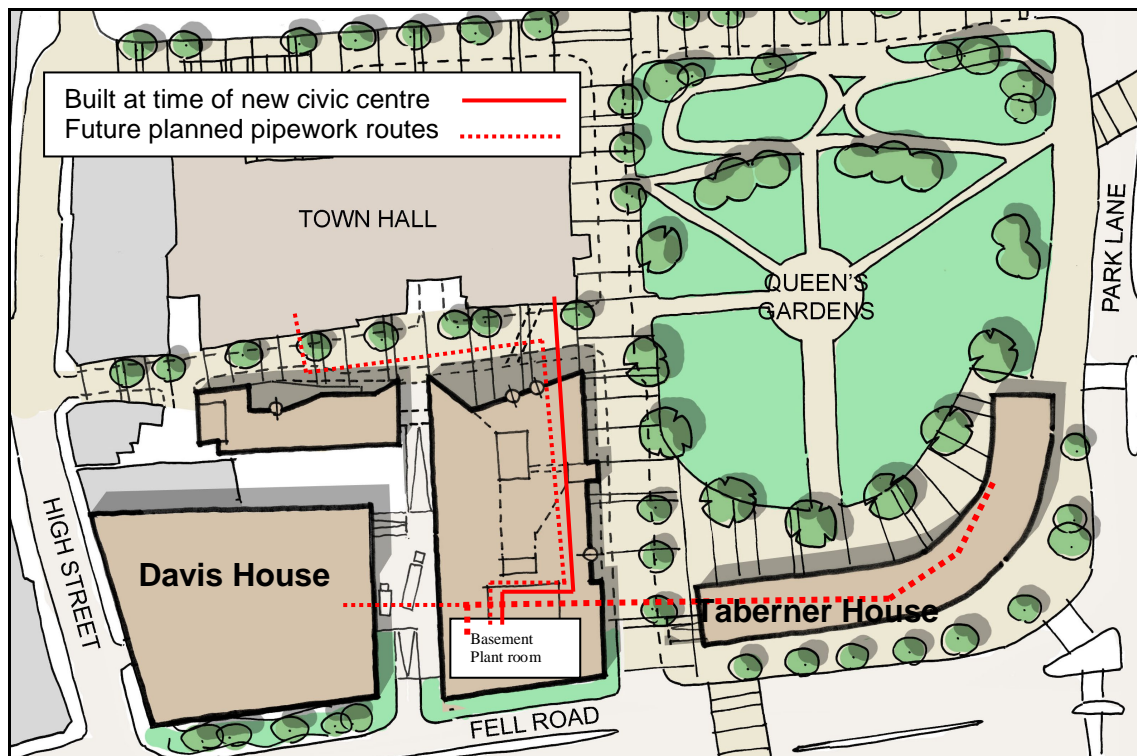 Built at time of new civic centre
Future planned pipework routes
TOWN HALL
QUEEN'S
GARDENS
PARK LANE
HIGH STREET
Davis House
Taberner House
Basement
Plant room
FELL ROAD